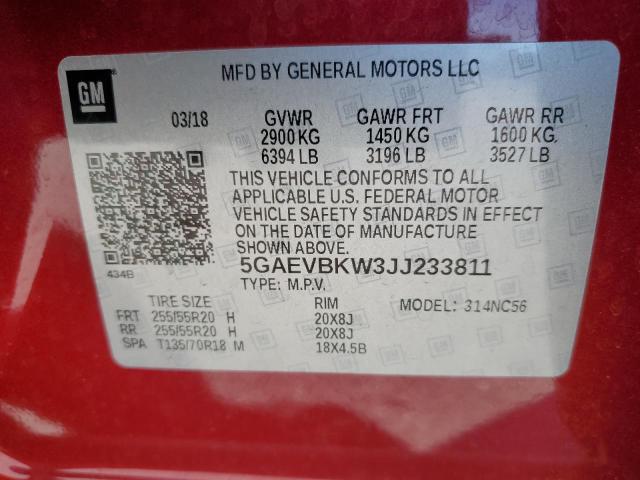 GM
MFD BY GENERAL MOTORS LLC
03/18 GVWR GAWR FRT GAWR RR
2900 KG 1450 KG 1600 KG
6394 LB 3196 LB 3527 LB
THIS VEHICLE CONFORMS TO ALL
APPLICABLE U.S. FEDERAL MOTOR
VEHICLE SAFETY STANDARDS IN EFFECT
ON THE DATE OF MANUFACTURE
SHOWN ABOVE.
434B
5GAEVBKW3JJ233811
TYPE: M.P.V.
TIRE SIZE RIM MODEL: 314NC56
FRT 255/55R20 H 20X8J
RR 255/55R20 H 20X8J
SPA T135/70R18 M 18X4.5B